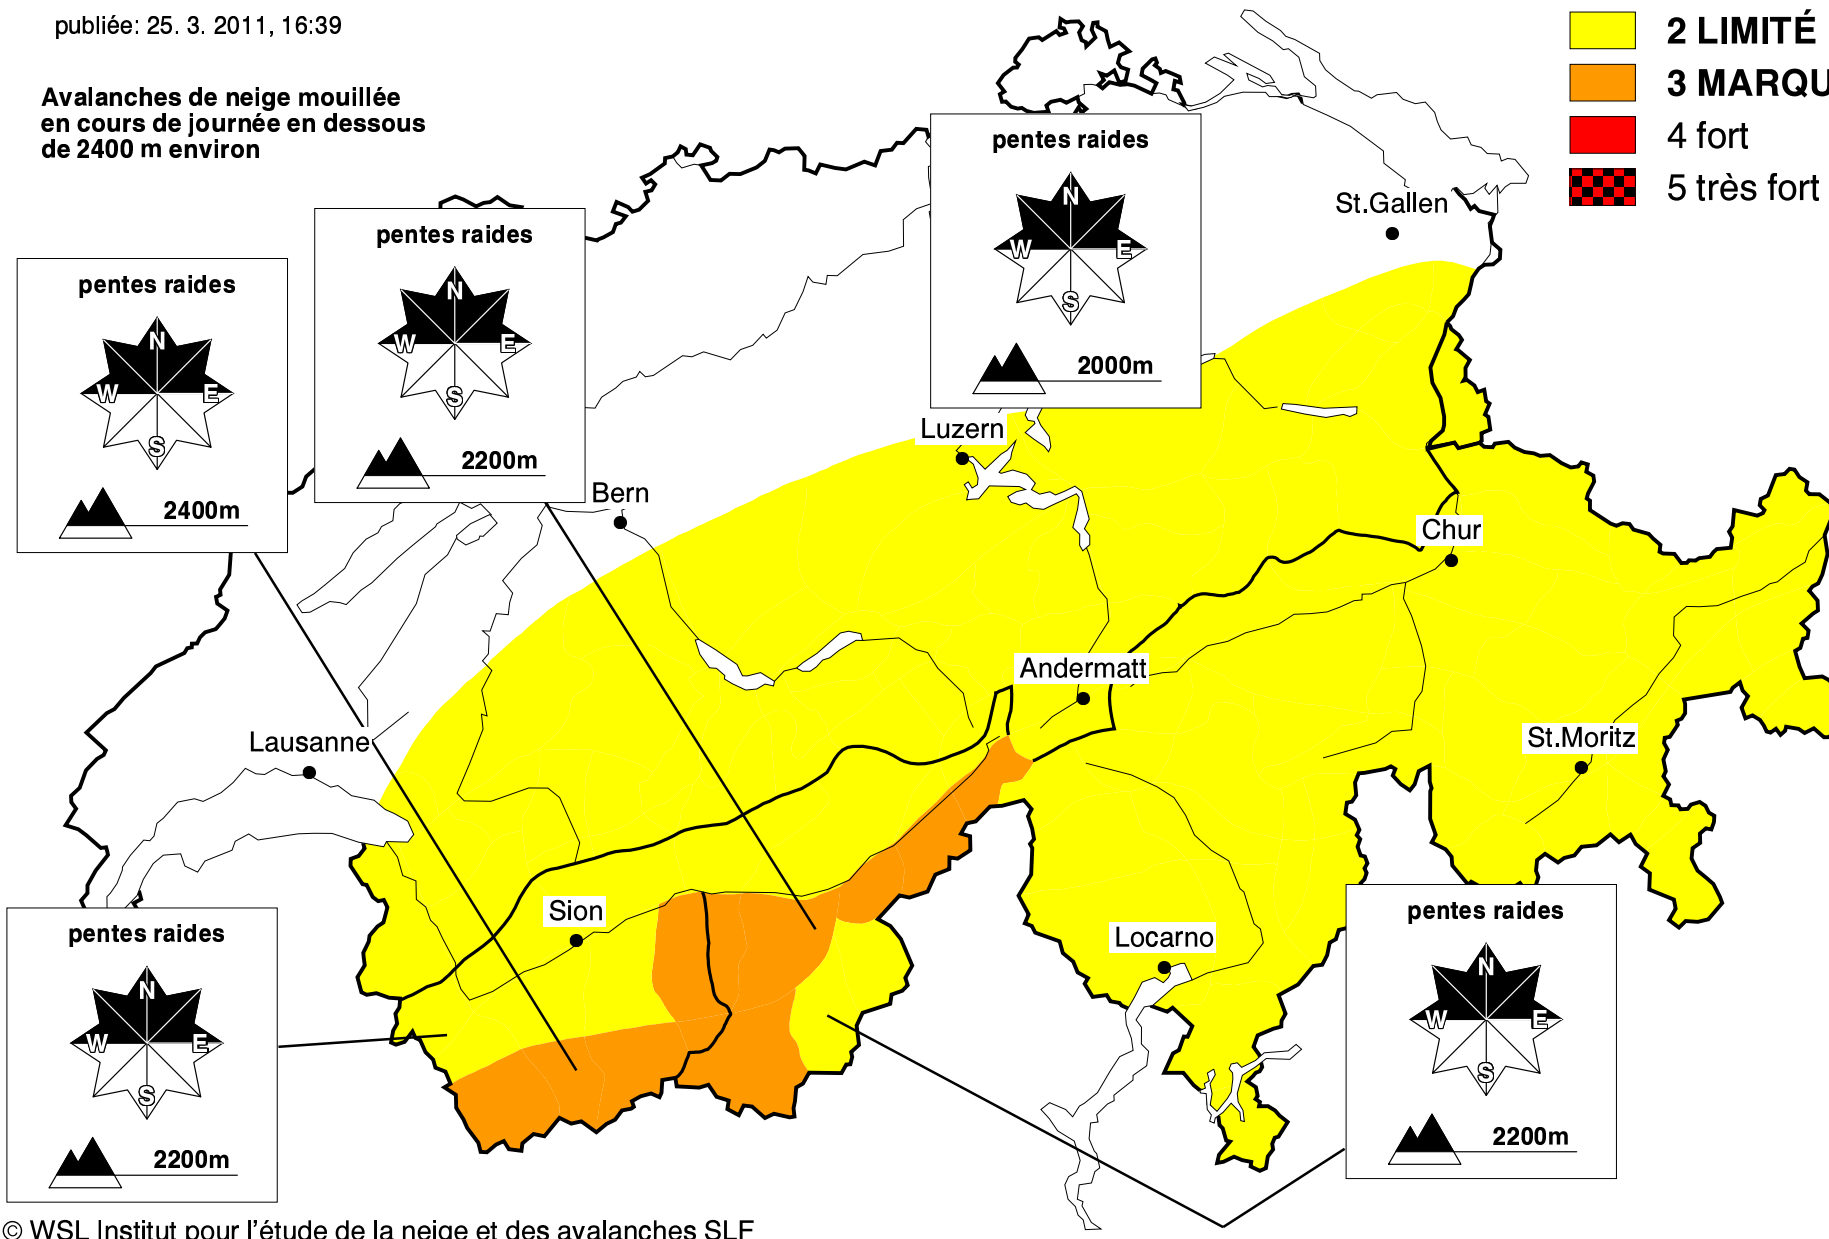 publiée: 25. 3. 2011, 16:39
Avalanches de neige mouillée
en cours de journée en dessous
de 2400 m environ
2 LIMITÉ
3 MARQU
4 fort
5 très fort
pentes raides
N
W E
S
2000m
St.Gallen
pentes raides
N
W E
S
2200m
pentes raides
N
W E
S
2400m
Luzern
Bern
Chur
Andermatt
St.Moritz
Lausanne
Sion
Locarno
pentes raides
N
W E
S
2200m
pentes raides
N
W E
S
2200m
© WSL Institut pour l'étude de la neige et des avalanches SLF